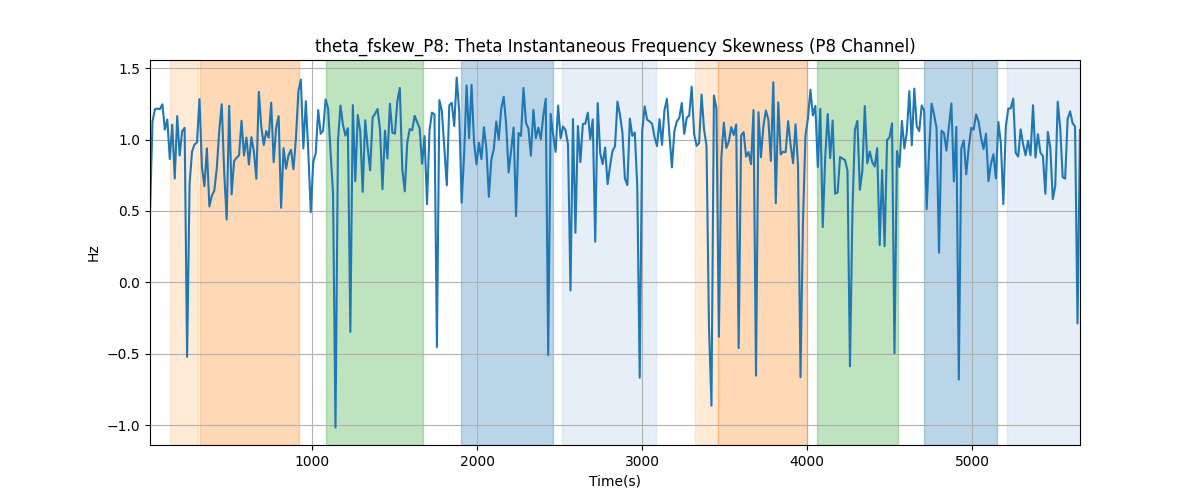 theta_fskew_P8: Theta Instantaneous Frequency Skewness (P8 Channel)
1.5
1.0
0.5
0.0
−0.5
−1.0
Hz
1000 2000 3000 4000 5000
Time(s)